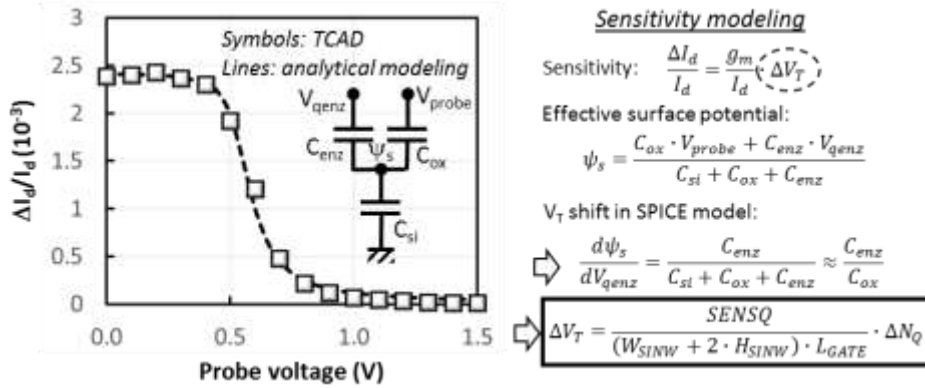 3
2.5
2
1.5
1
0.5
0
ΔI_d/I_d (10^-3)
Symbols: TCAD
Lines: analytical modeling
V_qenz V_probe
C_enz ψ_s C_ox
C_si
0.0 0.5 1.0 1.5
Probe voltage (V)
Sensitivity modeling
Sensitivity: ΔI_d/I_d = g_m/I_d · ΔV_T
Effective surface potential:
ψ_s = (C_ox · V_probe + C_enz · V_qenz)/(C_si + C_ox + C_enz)
V_T shift in SPICE model:
dψ_s/dV_qenz = C_enz/(C_si + C_ox + C_enz) ≈ C_enz/C_ox
ΔV_T = SENSQ/((W_SINW + 2 · H_SINW) · L_GATE) · ΔN_Q